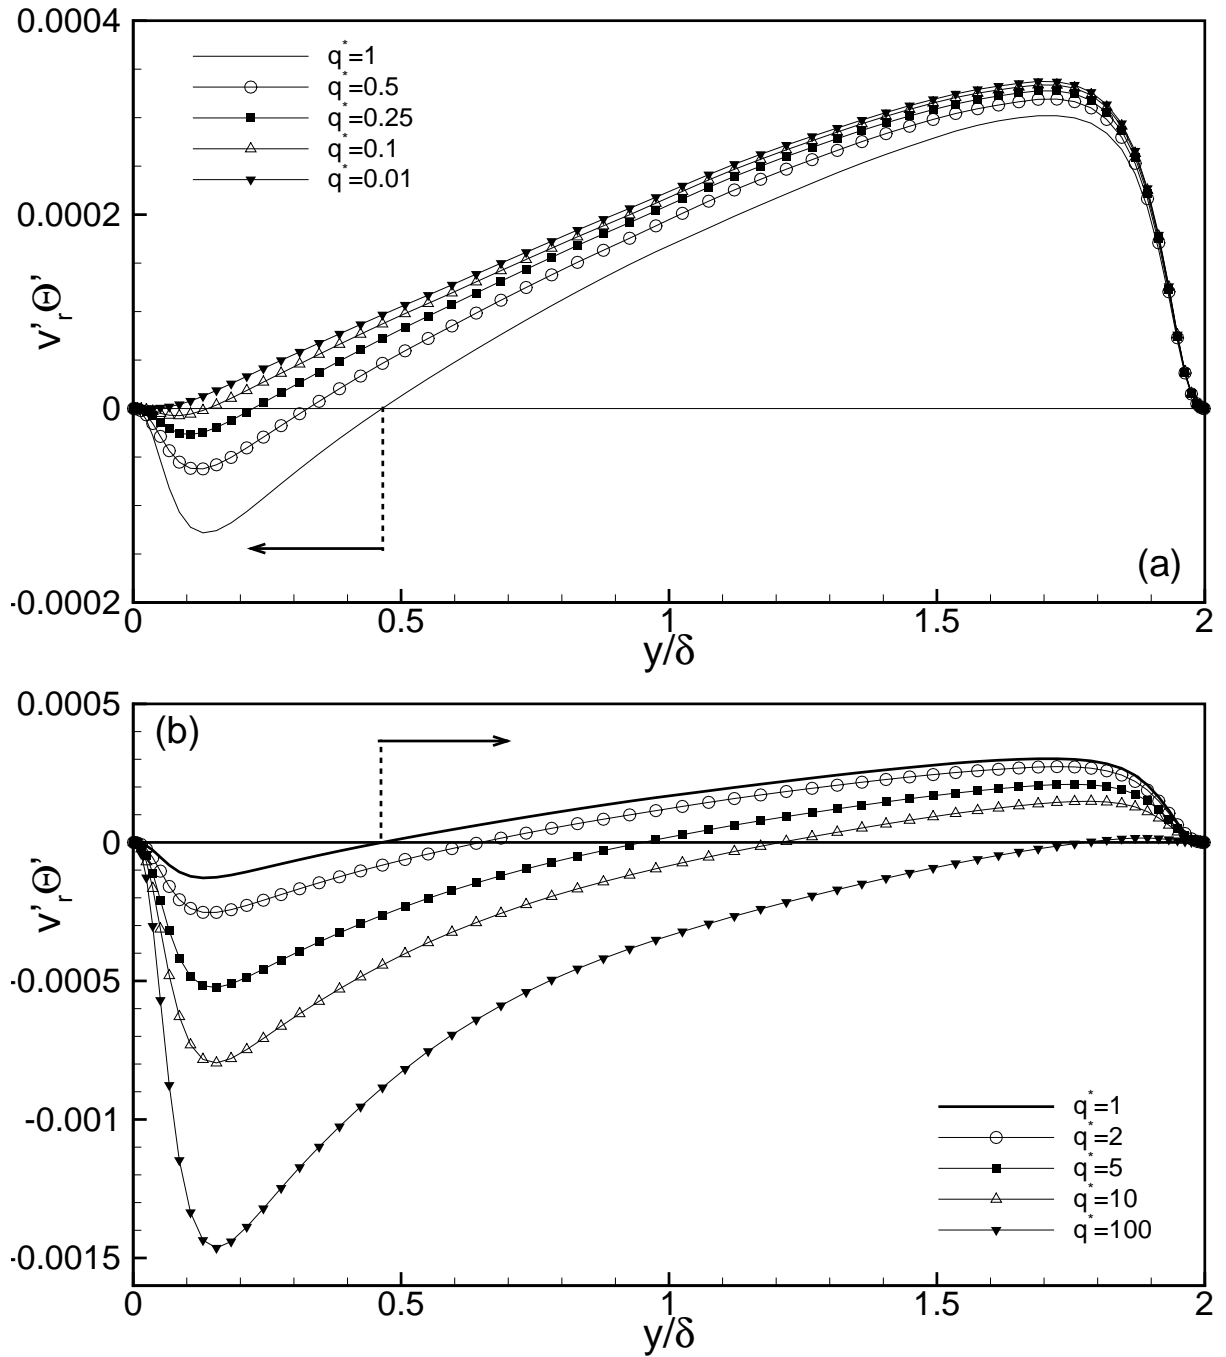 0.0004
q*=1
q*=0.5
q*=0.25
q*=0.1
q*=0.01
0.0002
v'rΘ'
0
(a)
-0.0002
0 0.5 1 1.5 2
y/δ
0.0005
(b)
0
v'rΘ'
-0.0005
-0.001
q*=1
q*=2
q*=5
q*=10
q*=100
-0.0015
0 0.5 1 1.5 2
y/δ